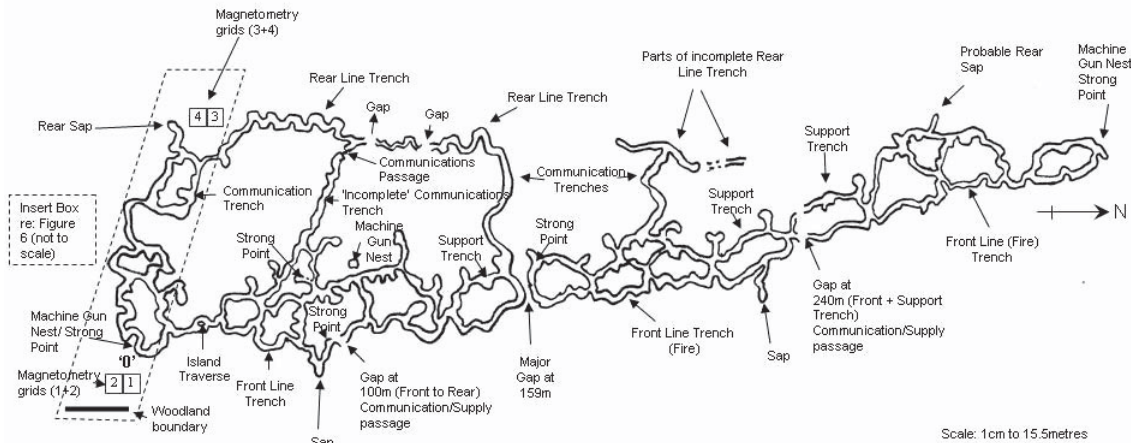 Magnetometry
grids (3+4)
4 3
Rear Sap
Rear Line Trench
Gap
Gap
Rear Line Trench
Parts of incomplete Rear
Line Trench
Probable Rear
Sap
Machine
Gun Nest
Strong
Point
Support
Trench
Communications
Passage
Communication
Trenches
Communication
Trench
'Incomplete' Communications
Trench
Insert Box
re: Figure
6 (not to
scale)
Machine
Gun
Nest
Strong
Point
Support
Trench
Strong
Point
Support
Trench
N
Front Line (Fire)
Trench
Machine Gun
Nest/ Strong
Point
'0'
Strong
Point
Gap at
240m (Front + Support
Trench)
Communication/Supply
passage
Front Line Trench
(Fire)
Sap
Magnetometry
grids (1+2)
2 1
Island
Traverse
Front Line
Trench
Gap at
100m (Front to Rear)
Communication/Supply
passage
Major
Gap at
159m
Woodland
boundary
Sap
Scale: 1cm to 15.5metres